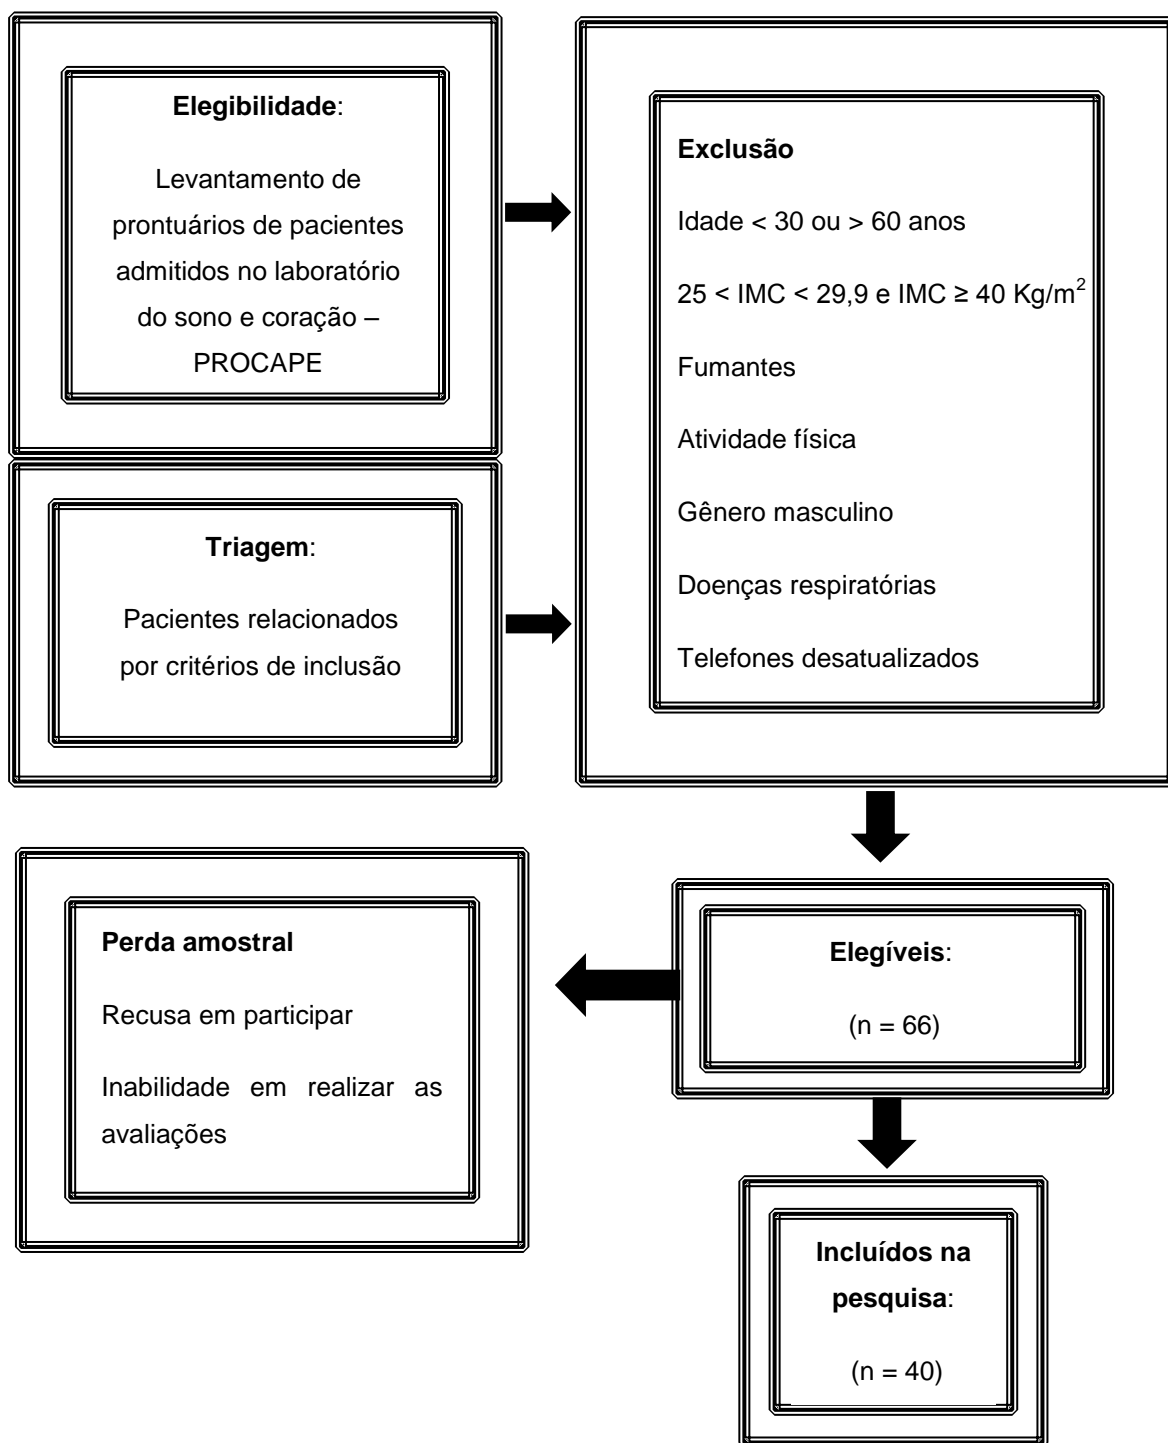 Elegibilidade:
Levantamento de
prontuários de pacientes
admitidos no laboratório
do sono e coração –
PROCAPE
Triagem:
Pacientes relacionados
por critérios de inclusão
Exclusão
Idade < 30 ou > 60 anos
25 < IMC < 29,9 e IMC ≥ 40 Kg/m²
Fumantes
Atividade física
Gênero masculino
Doenças respiratórias
Telefones desatualizados
Elegíveis:
(n = 66)
Perda amostral
Recusa em participar
Inabilidade em realizar as
avaliações
Incluídos na
pesquisa:
(n = 40)